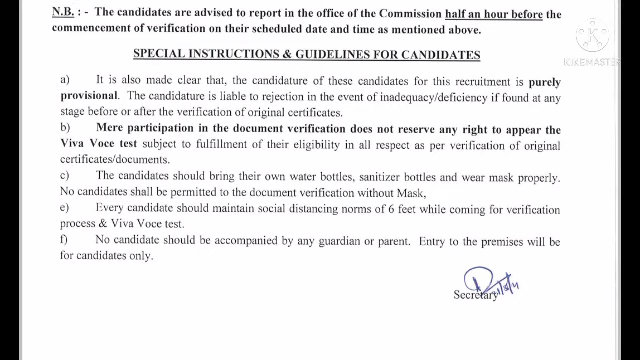 N.B. : - The candidates are advised to report in the office of the Commission half an hour before the
commencement of verification on their scheduled date and time as mentioned above.
SPECIAL INSTRUCTIONS & GUIDELINES FOR CANDIDATES
a) It is also made clear that, the candidature of these candidates for this recruitment is purely
provisional. The candidature is liable to rejection in the event of inadequacy/deficiency if found at any
stage before or after the verification of original certificates.
b) Mere participation in the document verification does not reserve any right to appear the
Viva Voce test subject to fulfillment of their eligibility in all respect as per verification of original
certificates/documents.
c) The candidates should bring their own water bottles, sanitizer bottles and wear mask properly.
No candidates shall be permitted to the document verification without Mask,
e) Every candidate should maintain social distancing norms of 6 feet while coming for verification
process & Viva Voce test.
f) No candidate should be accompanied by any guardian or parent. Entry to the premises will be
for candidates only.
Secretary
KINEMASTER